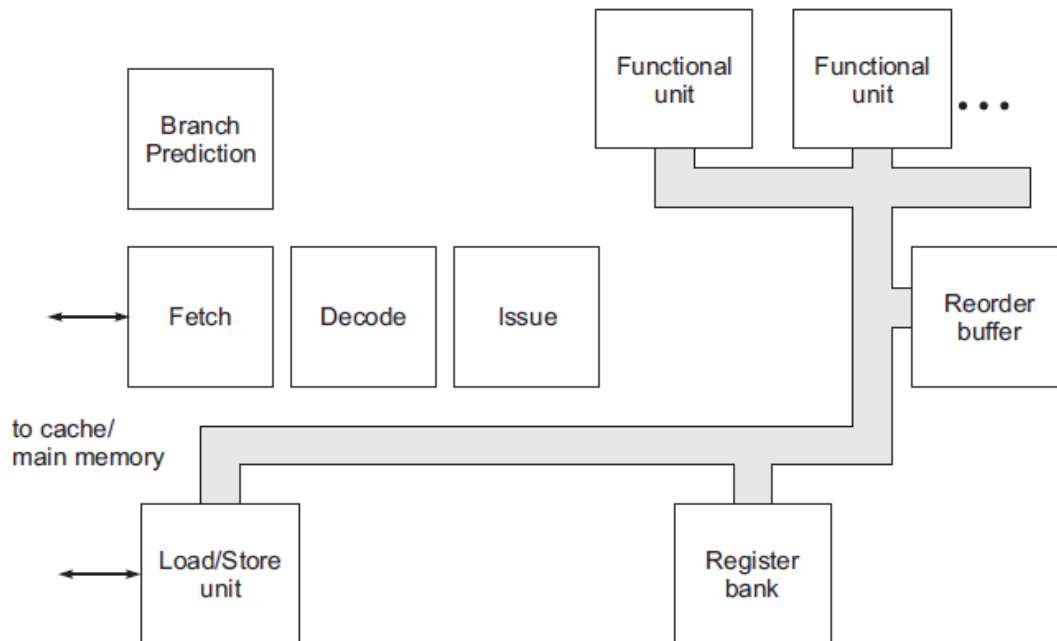 Functional
unit
Functional
unit
...
Branch
Prediction
Fetch
Decode
Issue
Reorder
buffer
to cache/
main memory
Load/Store
unit
Register
bank